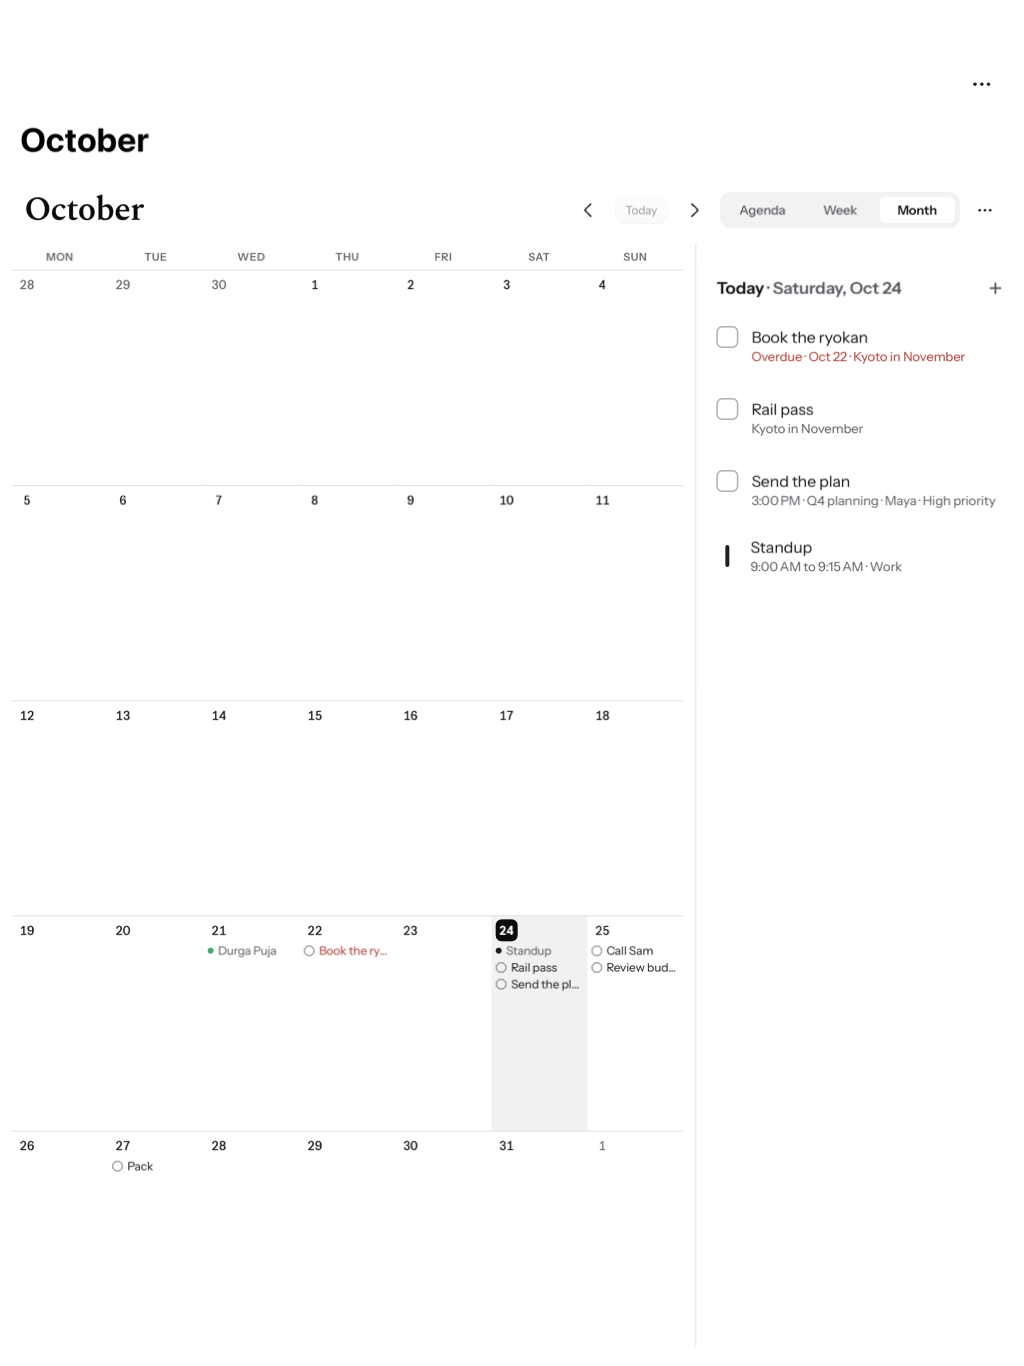 October
October
Today
Agenda Week Month
MON TUE WED THU FRI SAT SUN
28 29 30 1 2 3 4
5 6 7 8 9 10 11
12 13 14 15 16 17 18
19 20 21 22 23 24 25
Durga Puja Book the ry... Standup Call Sam
Rail pass Review bud...
Send the pl...
26 27 28 29 30 31 1
Pack
Today · Saturday, Oct 24
Book the ryokan
Overdue · Oct 22 · Kyoto in November
Rail pass
Kyoto in November
Send the plan
3:00 PM · Q4 planning · Maya · High priority
Standup
9:00 AM to 9:15 AM · Work